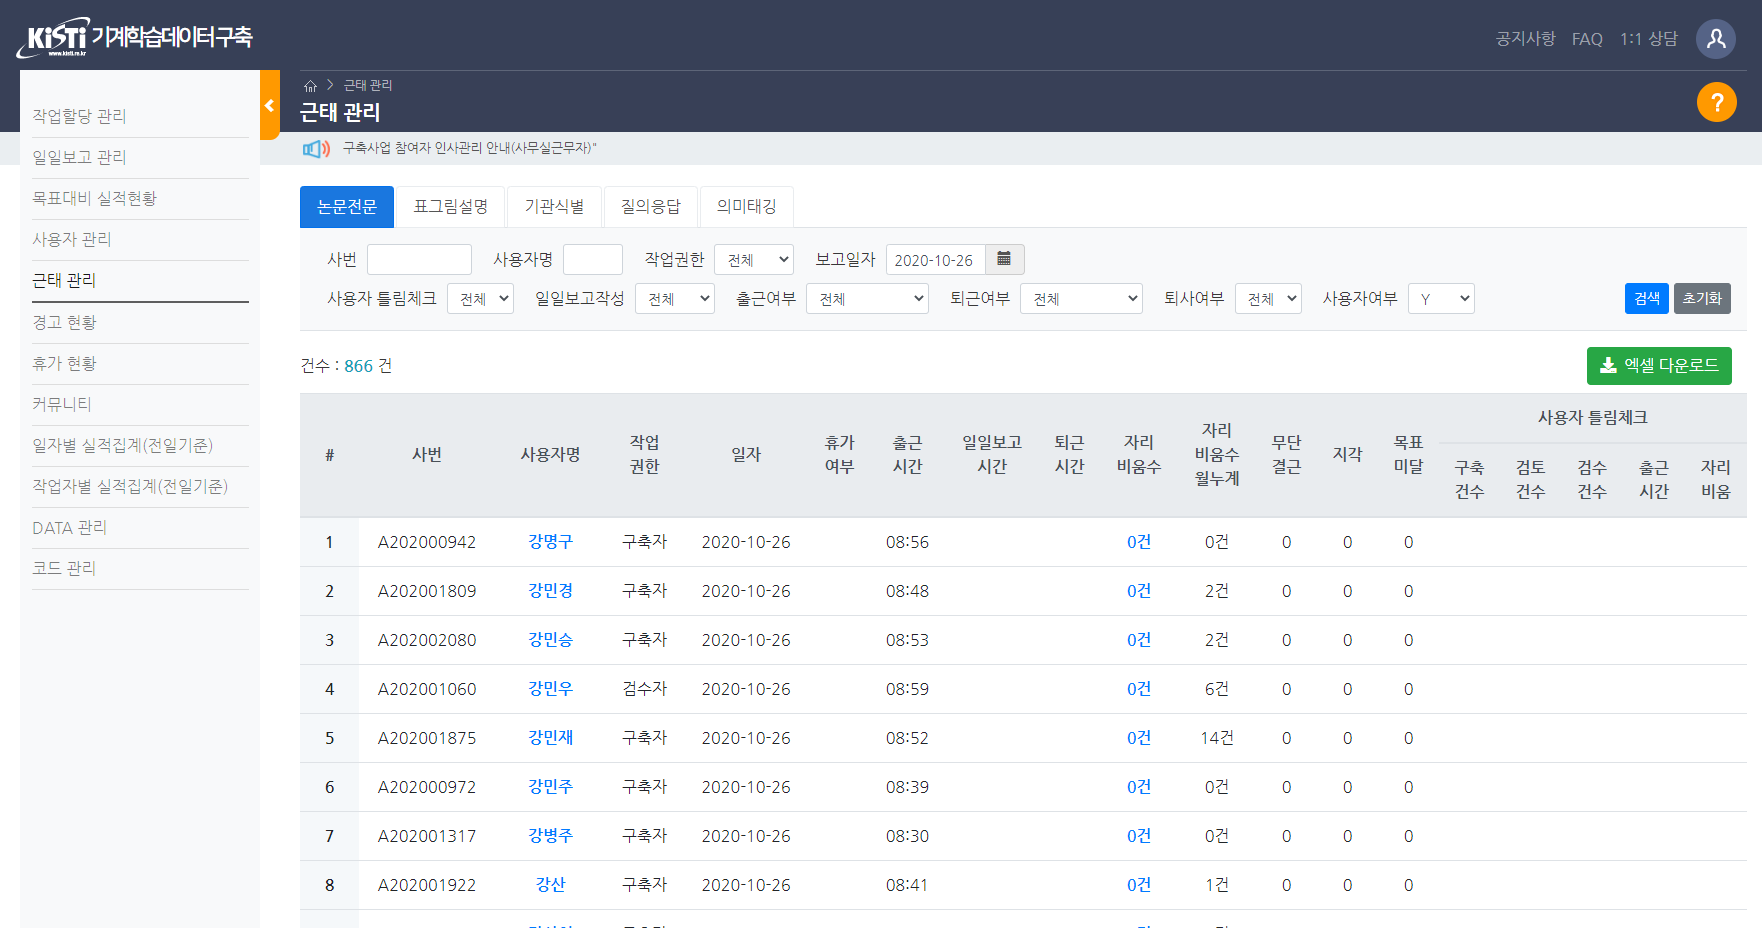 KiSTi 기계학습데이터 구축
www.kisti.re.kr
공지사항 FAQ 1:1 상담
작업할당 관리
일일보고 관리
목표대비 실적현황
사용자 관리
근태 관리
경고 현황
휴가 현황
커뮤니티
일자별 실적집계(전일기준)
작업자별 실적집계(전일기준)
DATA 관리
코드 관리
근태 관리
근태 관리
?
구축사업 참여자 인사관리 안내(사무실근무자)"
논문전문 표그림설명 기관식별 질의응답 의미태깅
사번 사용자명 작업권한 전체 보고일자 2020-10-26
사용자 틀림체크 전체 일일보고작성 전체 출근여부 전체 퇴근여부 전체 퇴사여부 전체 사용자여부 Y 검색 초기화
건수 : 866 건 엑셀 다운로드
# 사번 사용자명 작업 권한 일자 휴가 여부 출근 시간 일일보고 시간 퇴근 시간 자리 비움수 자리 비움수 월누계 무단 결근 지각 목표 미달 사용자 틀림체크
구축 건수 검토 건수 검수 건수 출근 시간 자리 비움
1 A202000942 강명구 구축자 2020-10-26 08:56 0건 0건 0 0 0
2 A202001809 강민경 구축자 2020-10-26 08:48 0건 2건 0 0 0
3 A202002080 강민승 구축자 2020-10-26 08:53 0건 2건 0 0 0
4 A202001060 강민우 검수자 2020-10-26 08:59 0건 6건 0 0 0
5 A202001875 강민재 구축자 2020-10-26 08:52 0건 14건 0 0 0
6 A202000972 강민주 구축자 2020-10-26 08:39 0건 0건 0 0 0
7 A202001317 강병주 구축자 2020-10-26 08:30 0건 0건 0 0 0
8 A202001922 강산 구축자 2020-10-26 08:41 0건 1건 0 0 0